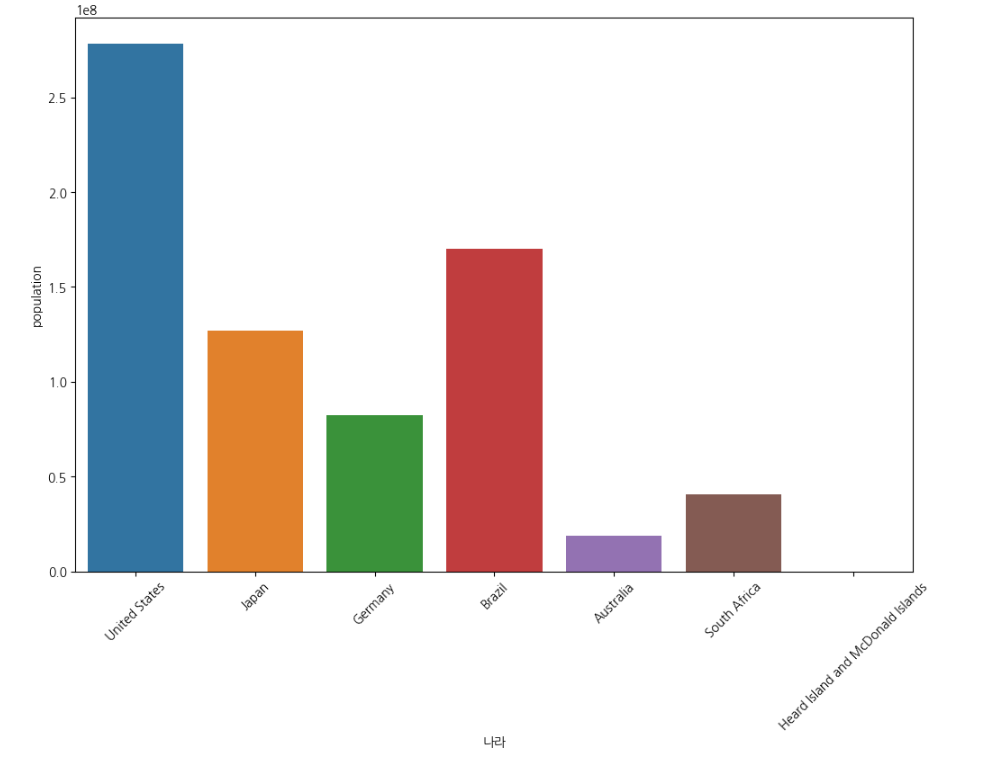 1e8
2.5
2.0
1.5
1.0
0.5
0.0
population
United States
Japan
Germany
Brazil
Australia
South Africa
Heard Island and McDonald Islands
나라